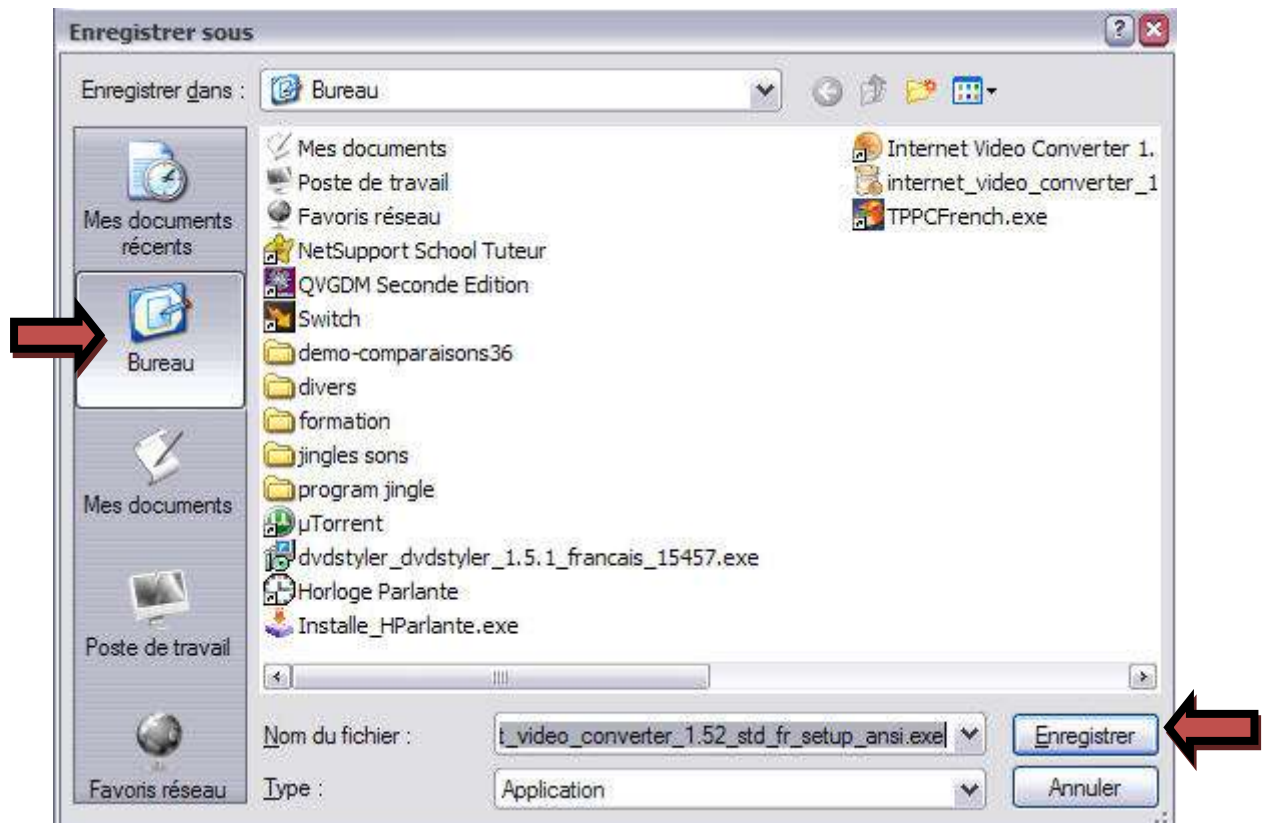 Enregistrer sous
Enregistrer dans :
Bureau
Mes documents récents
Bureau
Mes documents
Poste de travail
Favoris réseau
Mes documents
Poste de travail
Favoris réseau
NetSupport School Tuteur
QVGDM Seconde Edition
Switch
demo-comparaisons36
divers
formation
jingles sons
program jingle
µTorrent
dvdstyler_dvdstyler_1.5.1_francais_15457.exe
Horloge Parlante
Installe_HParlante.exe
Internet Video Converter 1.
internet_video_converter_1
TPPCFrench.exe
Nom du fichier :
t_video_converter_1.52_std_fr_setup_ansi.exe
Enregistrer
Type :
Application
Annuler